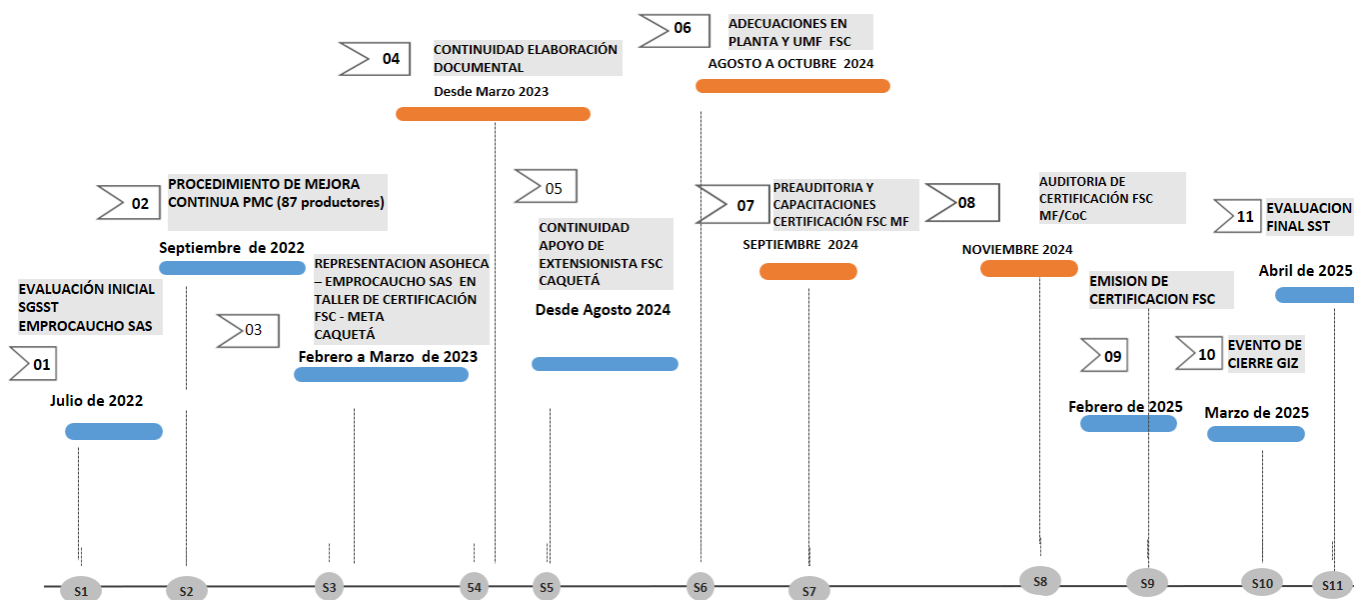 01
EVALUACIÓN INICIAL
SGSST
EMPROCAUCHO SAS
Julio de 2022
02
PROCEDIMIENTO DE MEJORA
CONTINUA PMC (87 productores)
Septiembre de 2022
03
REPRESENTACION ASOHECA
– EMPROCAUCHO SAS EN
TALLER DE CERTIFICACIÓN
FSC - META
CAQUETÁ
Febrero a Marzo de 2023
04
CONTINUIDAD ELABORACIÓN
DOCUMENTAL
Desde Marzo 2023
05
CONTINUIDAD
APOYO DE
EXTENSIONISTA FSC
CAQUETÁ
Desde Agosto 2024
06
ADECUACIONES EN
PLANTA Y UMF FSC
AGOSTO A OCTUBRE 2024
07
PREAUDITORIA Y
CAPACITACIONES
CERTIFICACIÓN FSC MF
SEPTIEMBRE 2024
08
AUDITORIA DE
CERTIFICACIÓN FSC
MF/CoC
NOVIEMBRE 2024
09
EMISION DE
CERTIFICACION FSC
Febrero de 2025
10
EVENTO DE
CIERRE GIZ
Marzo de 2025
11
EVALUACION
FINAL SST
Abril de 2025
S1
S2
S3
S4
S5
S6
S7
S8
S9
S10
S11